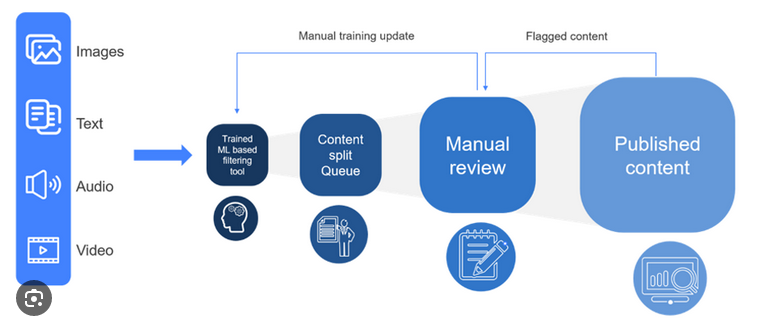 Images
Text
Audio
Video
Manual training update
Flagged content
Trained
ML based
filtering
tool
Content
split
Queue
Manual
review
Published
content